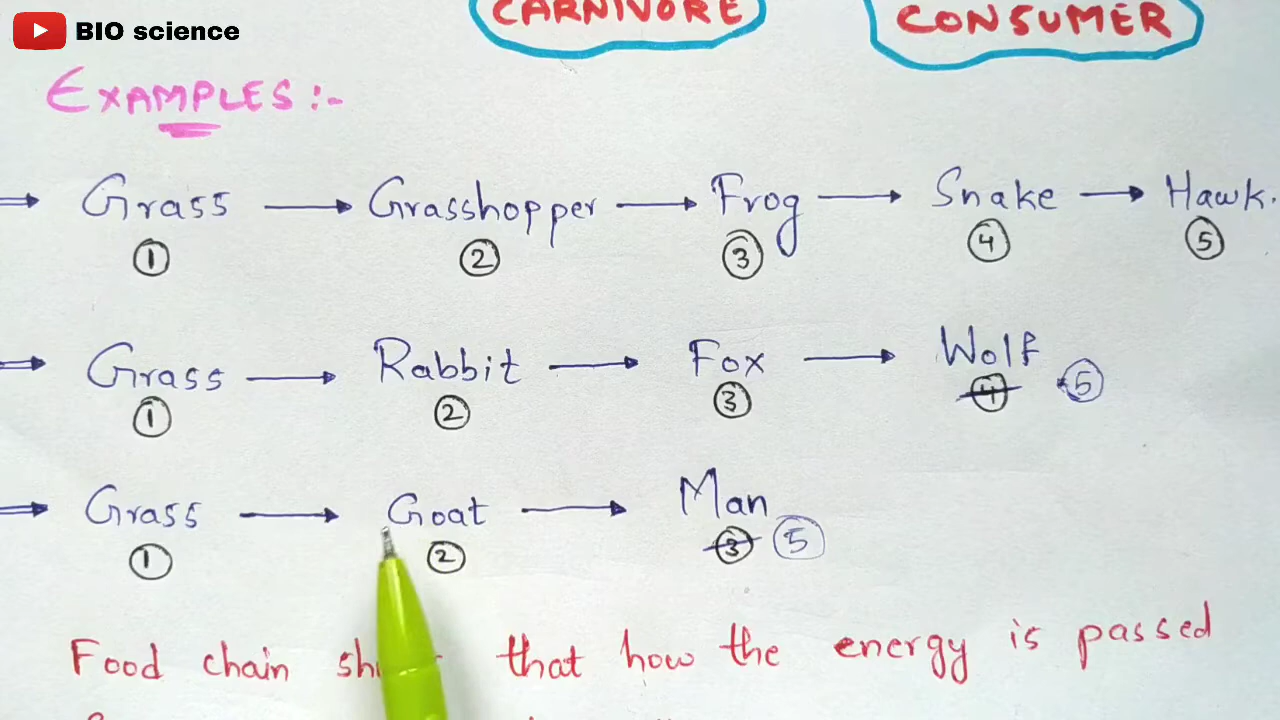 BIO science
CARNIVORE CONSUMER
EXAMPLES:-
⇒ Grass → Grasshopper → Frog → Snake → Hawk.
① ② ③ ④ ⑤
⇒ Grass → Rabbit → Fox → Wolf
① ② ③ ④ ⑤
⇒ Grass → Goat → Man
① ② ③ ⑤
Food chain that how the energy is passed